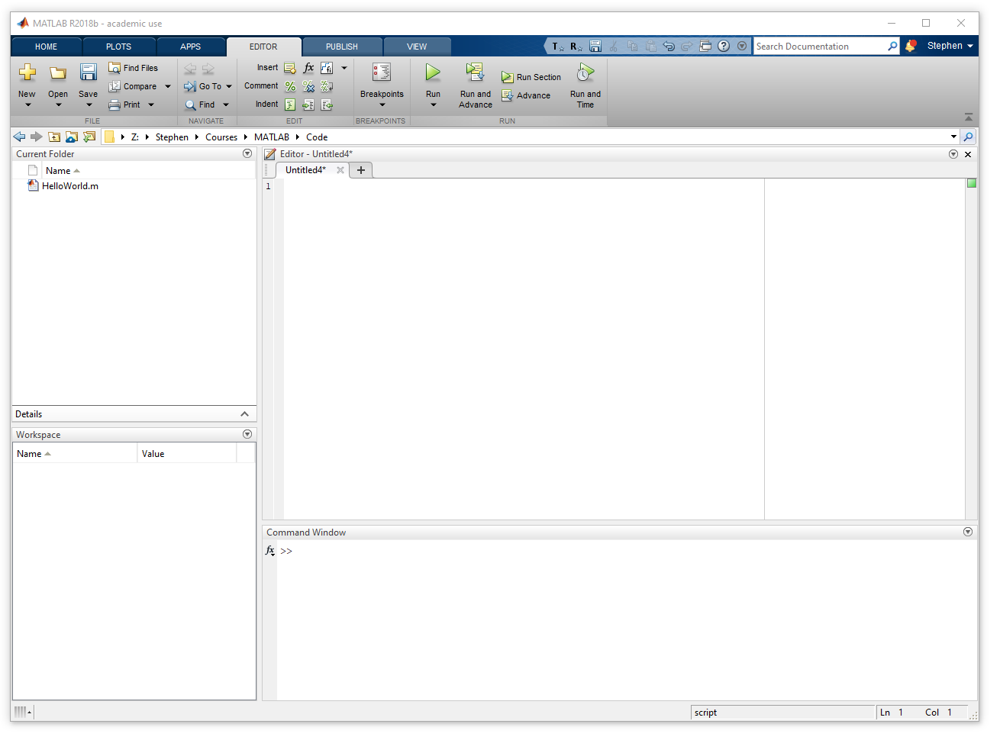 MATLAB R2018b - academic use
HOME PLOTS APPS EDITOR PUBLISH VIEW Search Documentation Stephen
New Open Save Find Files Compare Print
FILE
Go To Find
NAVIGATE
Insert fx
Comment
Indent
EDIT
Breakpoints
BREAKPOINTS
Run Run and Advance Run Section Advance Run and Time
RUN
Z: Stephen Courses MATLAB Code
Current Folder
Name
HelloWorld.m
Details
Workspace
Name Value
Editor - Untitled4*
Untitled4* +
1
Command Window
fx >>
script Ln 1 Col 1